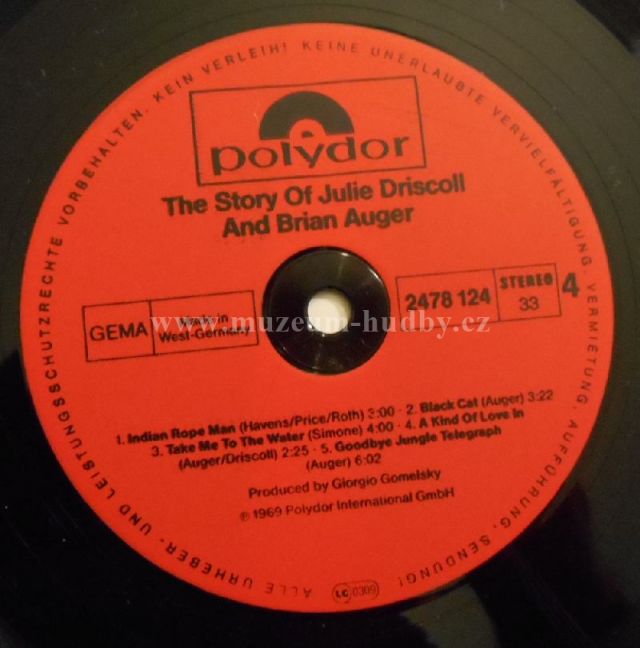 ALLE URHEBER- UND LEISTUNGSSCHUTZRECHTE VORBEHALTEN. KEIN VERLEIH! KEINE UNERLAUBTE VERVIELFÄLTIGUNG, VERMIETUNG, AUFFÜHRUNG, SENDUNG!
polydor
The Story Of Julie Driscoll
And Brian Auger
GEMA
Made in
West-Germany
2478 124
STEREO
33
4
www.muzeum-hudby.cz
1. Indian Rope Man (Havens/Price/Roth) 3:00 · 2. Black Cat (Auger) 3:22
3. Take Me To The Water (Simone) 4:00 · 4. A Kind Of Love In
(Auger/Driscoll) 2:25 · 5. Goodbye Jungle Telegraph
(Auger) 6:02
Produced by Giorgio Gomelsky
℗ 1969 Polydor International GmbH
LC 0309